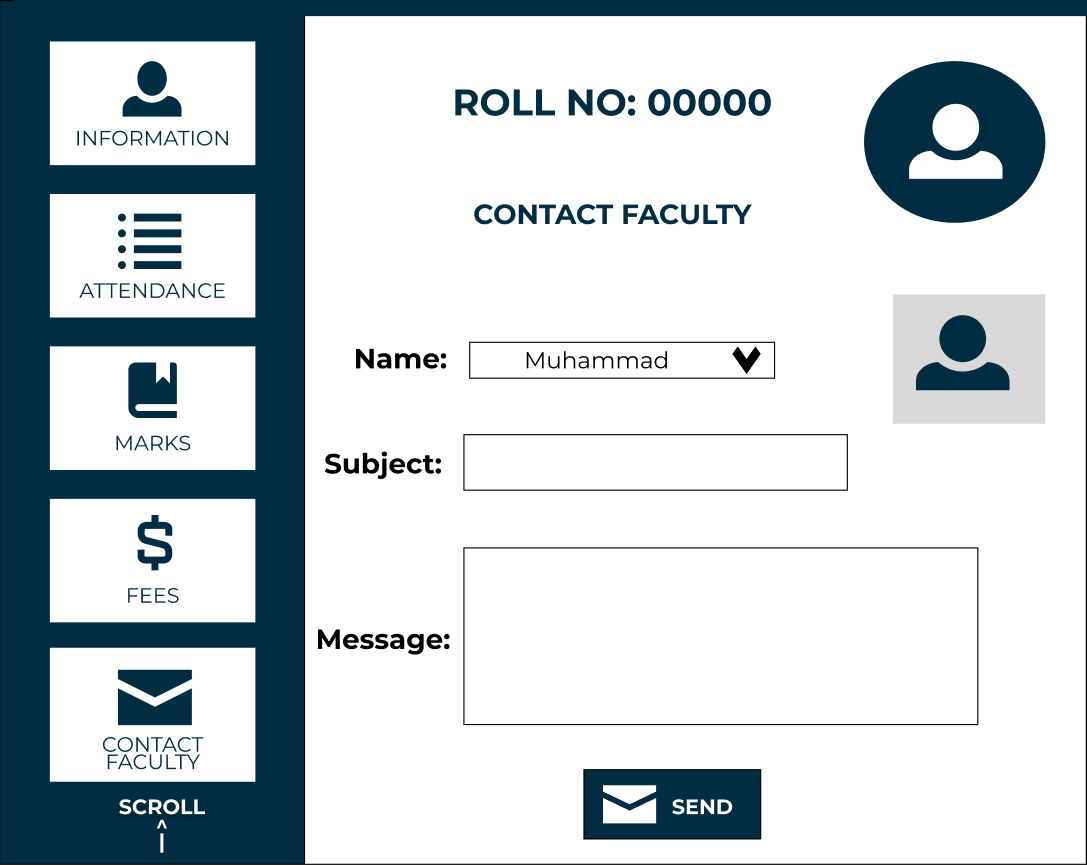 INFORMATION
ATTENDANCE
MARKS
FEES
CONTACT
FACULTY
SCROLL
ROLL NO: 00000
CONTACT FACULTY
Name: Muhammad
Subject:
Message:
SEND